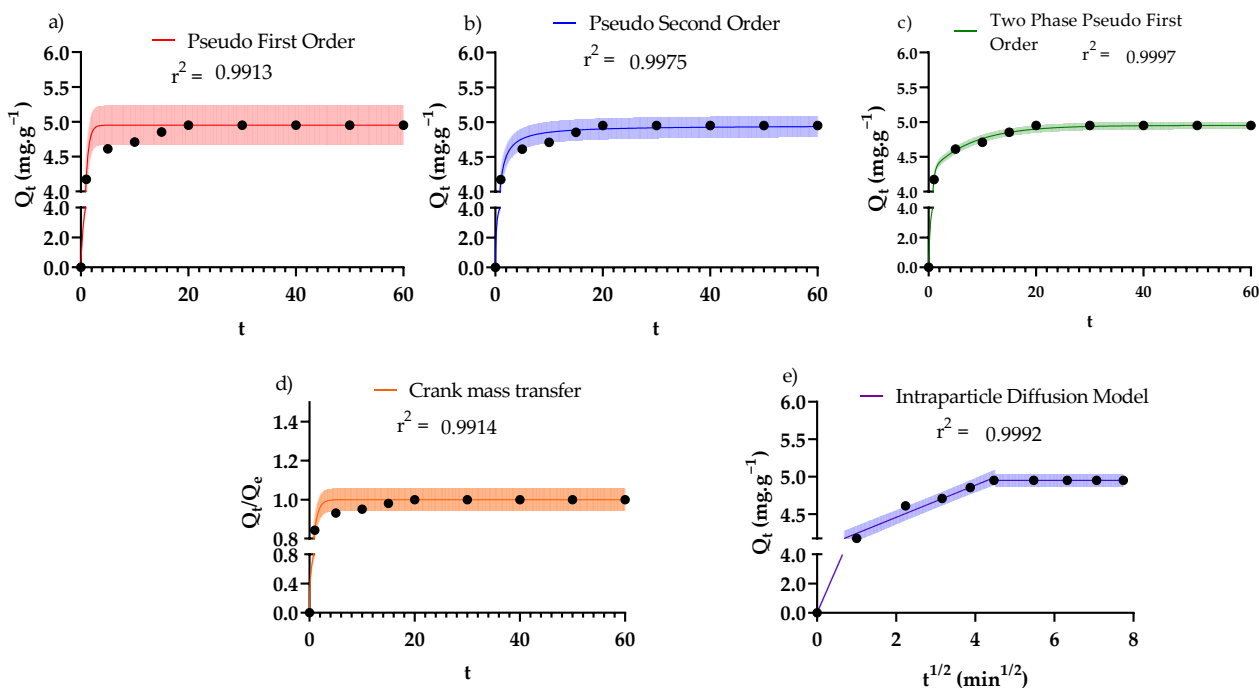 a)
Pseudo First Order
r² = 0.9913
6.0
5.5
5.0
4.5
4.0
4.0
2.0
0.0
Qt (mg.g⁻¹)
0 20 40 60
t
b)
Pseudo Second Order
r² = 0.9975
6.0
5.5
5.0
4.5
4.0
4.0
2.0
0.0
Qt (mg.g⁻¹)
0 20 40 60
t
c)
Two Phase Pseudo First
Order r² = 0.9997
6.0
5.5
5.0
4.5
4.0
4.0
2.0
0.0
Qt (mg.g⁻¹)
0 20 40 60
t
d)
Crank mass transfer
r² = 0.9914
1.4
1.2
1.0
0.8
0.8
0.4
0.0
Qt/Qe
0 20 40 60
t
e)
Intraparticle Diffusion Model
r² = 0.9992
6.0
5.5
5.0
4.5
4.0
2.0
0.0
Qt (mg.g⁻¹)
0 2 4 6 8
t^1/2 (min^1/2)